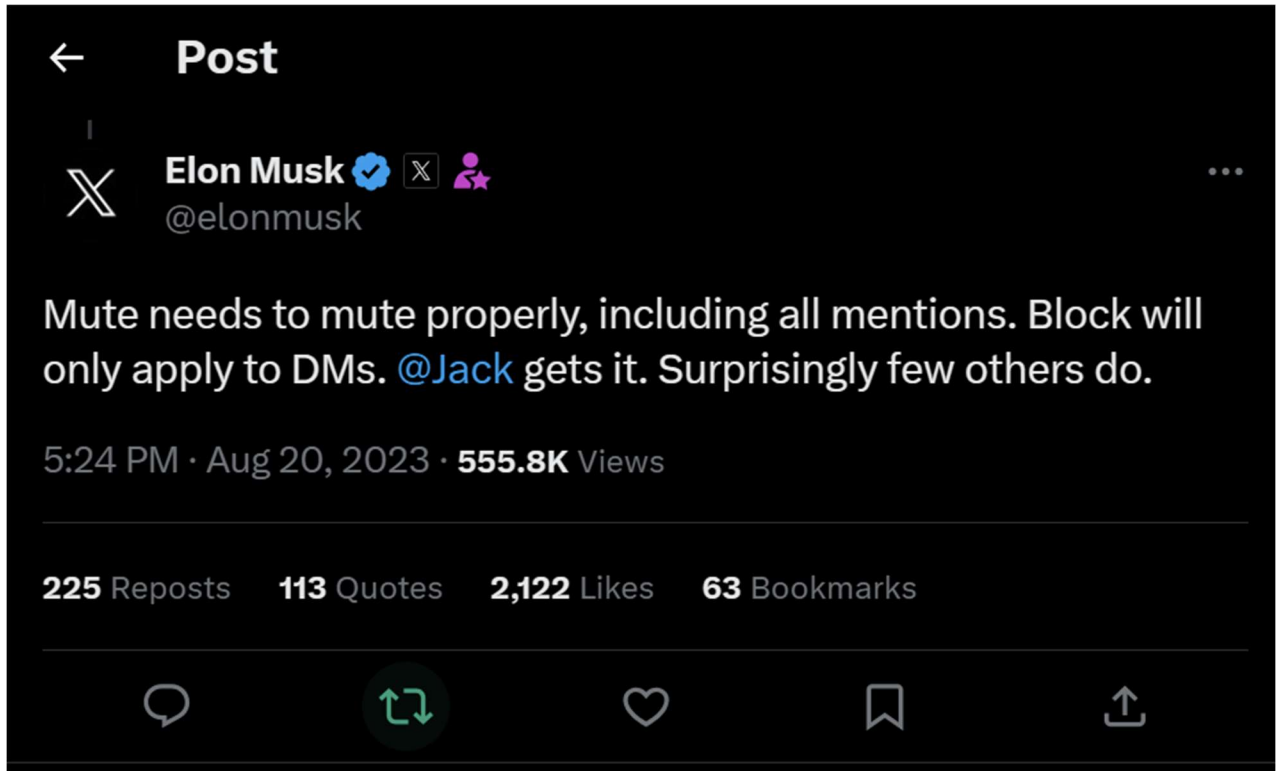 Post
Elon Musk
@elonmusk
Mute needs to mute properly, including all mentions. Block will
only apply to DMs. @Jack gets it. Surprisingly few others do.
5:24 PM · Aug 20, 2023 · 555.8K Views
225 Reposts 113 Quotes 2,122 Likes 63 Bookmarks